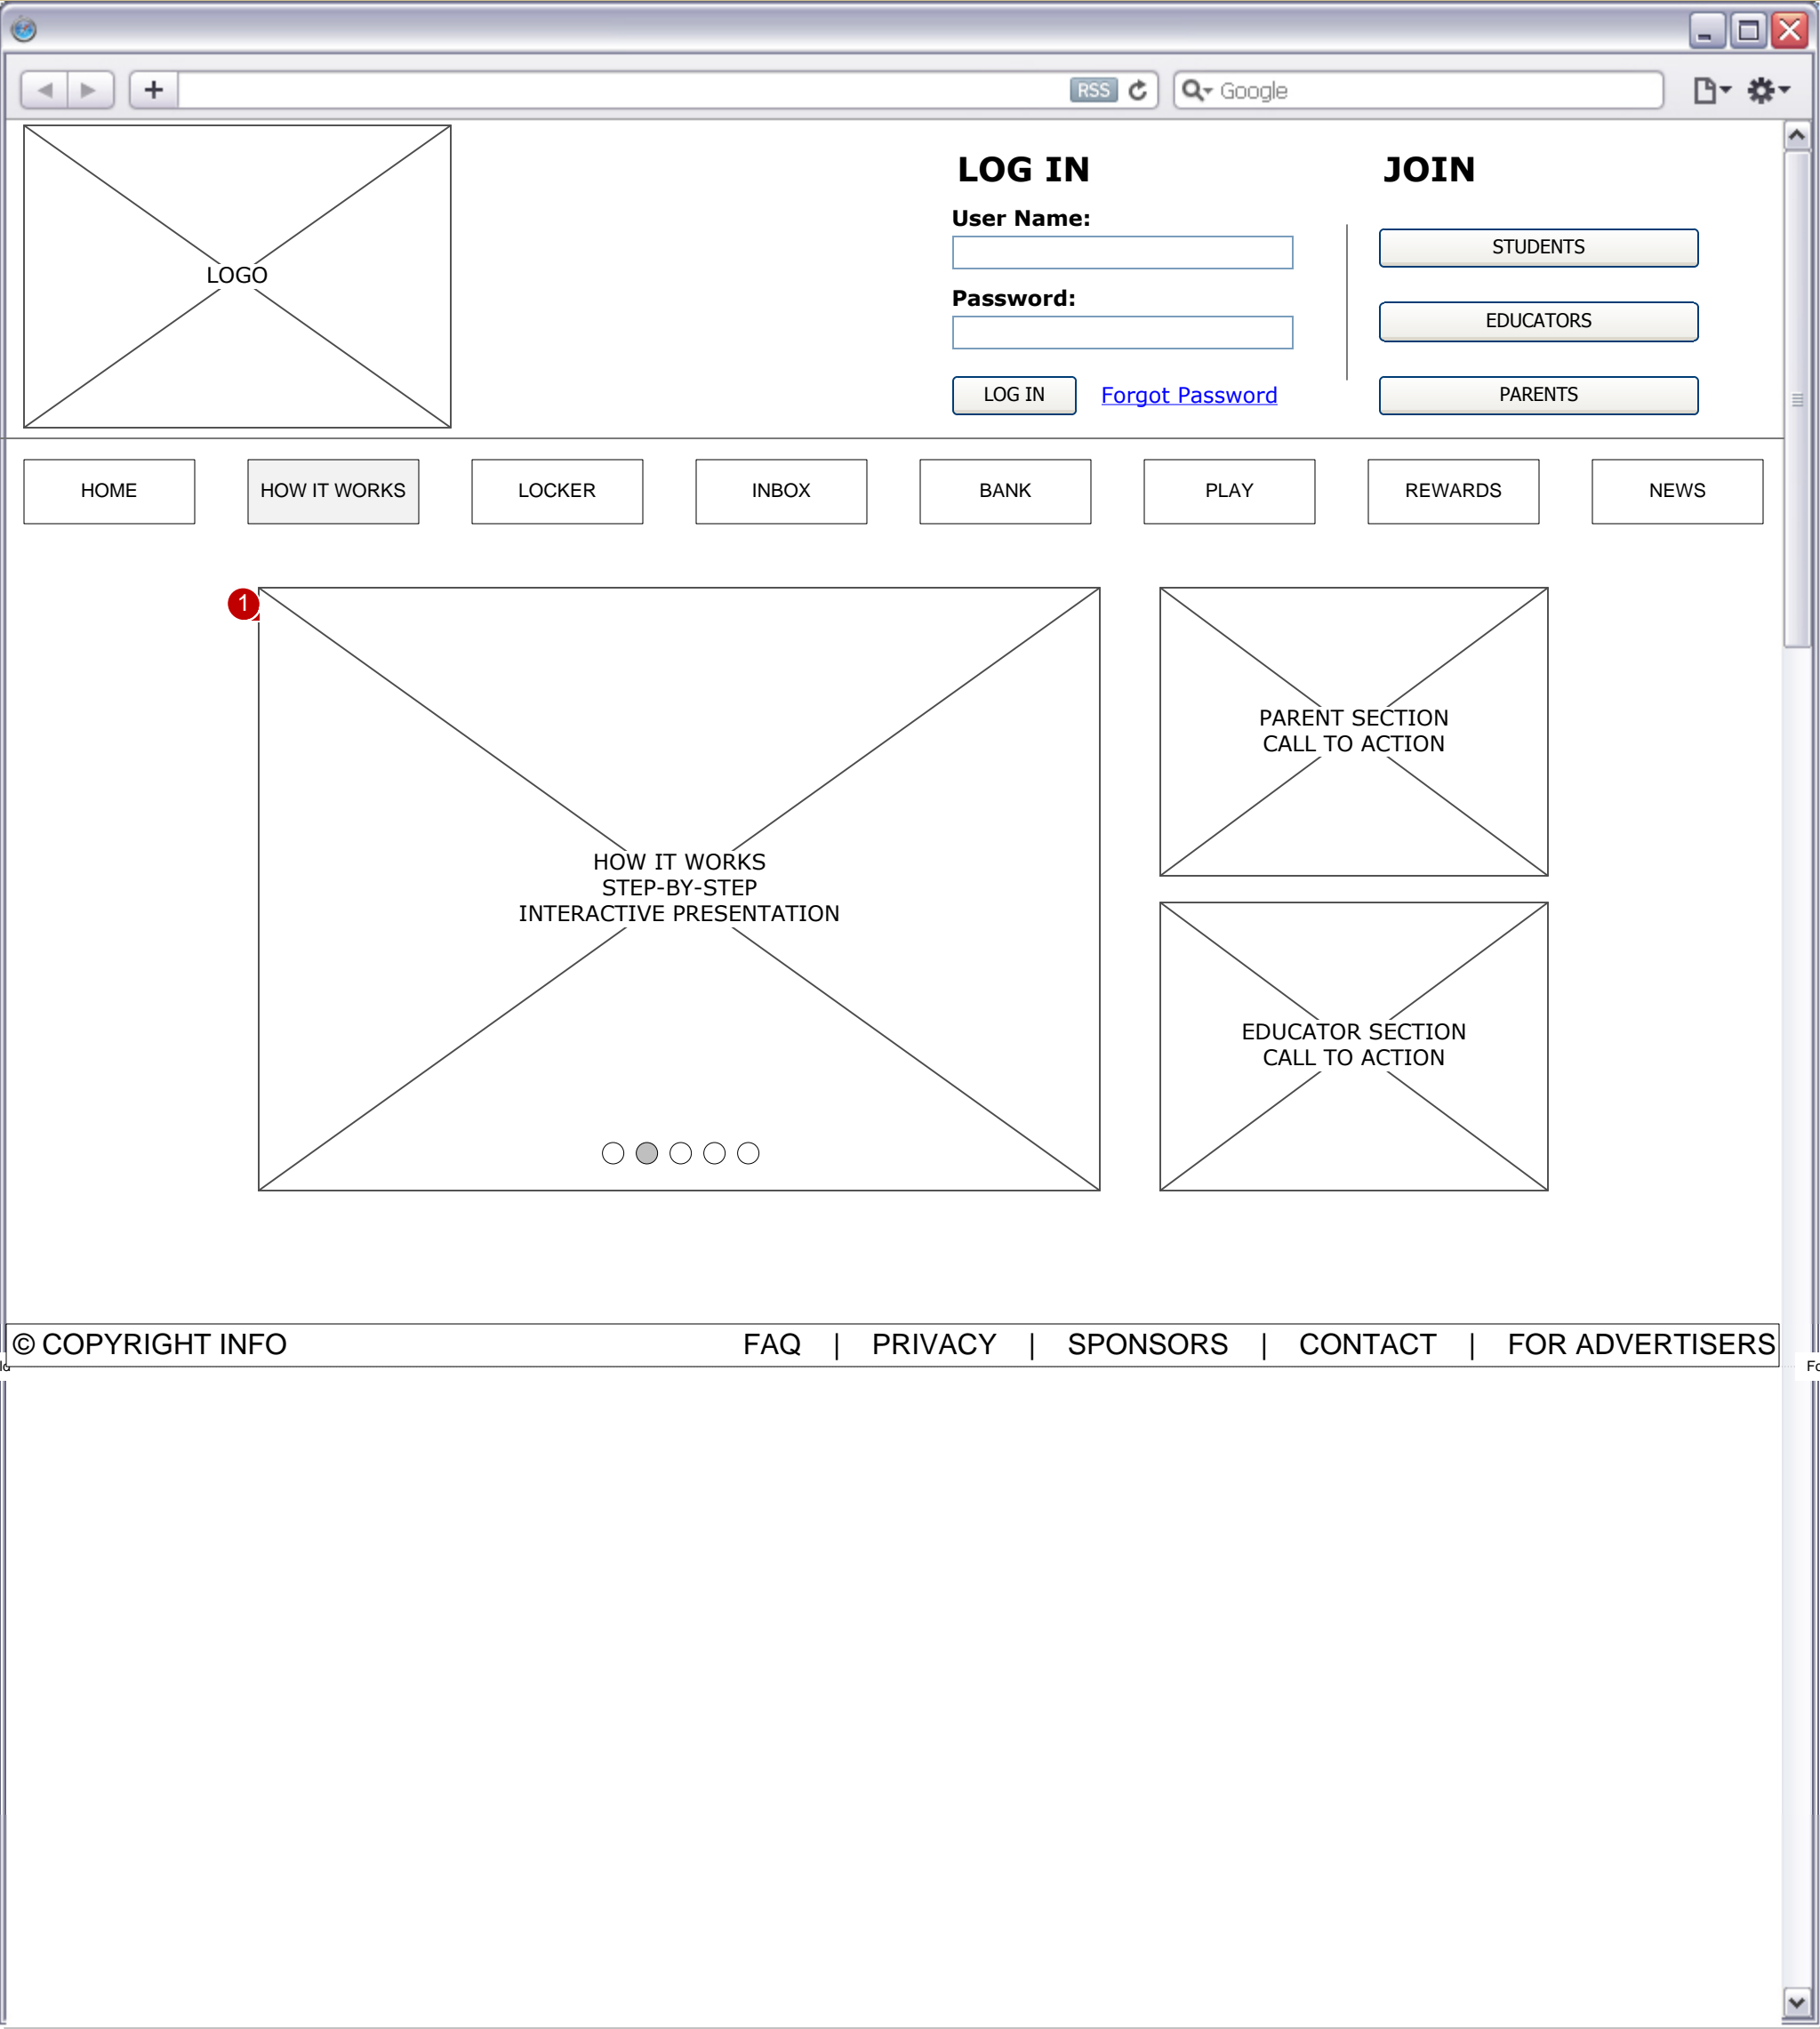 RSS
Google
LOGO
LOG IN
User Name:
Password:
LOG IN Forgot Password
JOIN
STUDENTS
EDUCATORS
PARENTS
HOME HOW IT WORKS LOCKER INBOX BANK PLAY REWARDS NEWS
1
HOW IT WORKS
STEP-BY-STEP
INTERACTIVE PRESENTATION
PARENT SECTION
CALL TO ACTION
EDUCATOR SECTION
CALL TO ACTION
© COPYRIGHT INFO FAQ | PRIVACY | SPONSORS | CONTACT | FOR ADVERTISERS